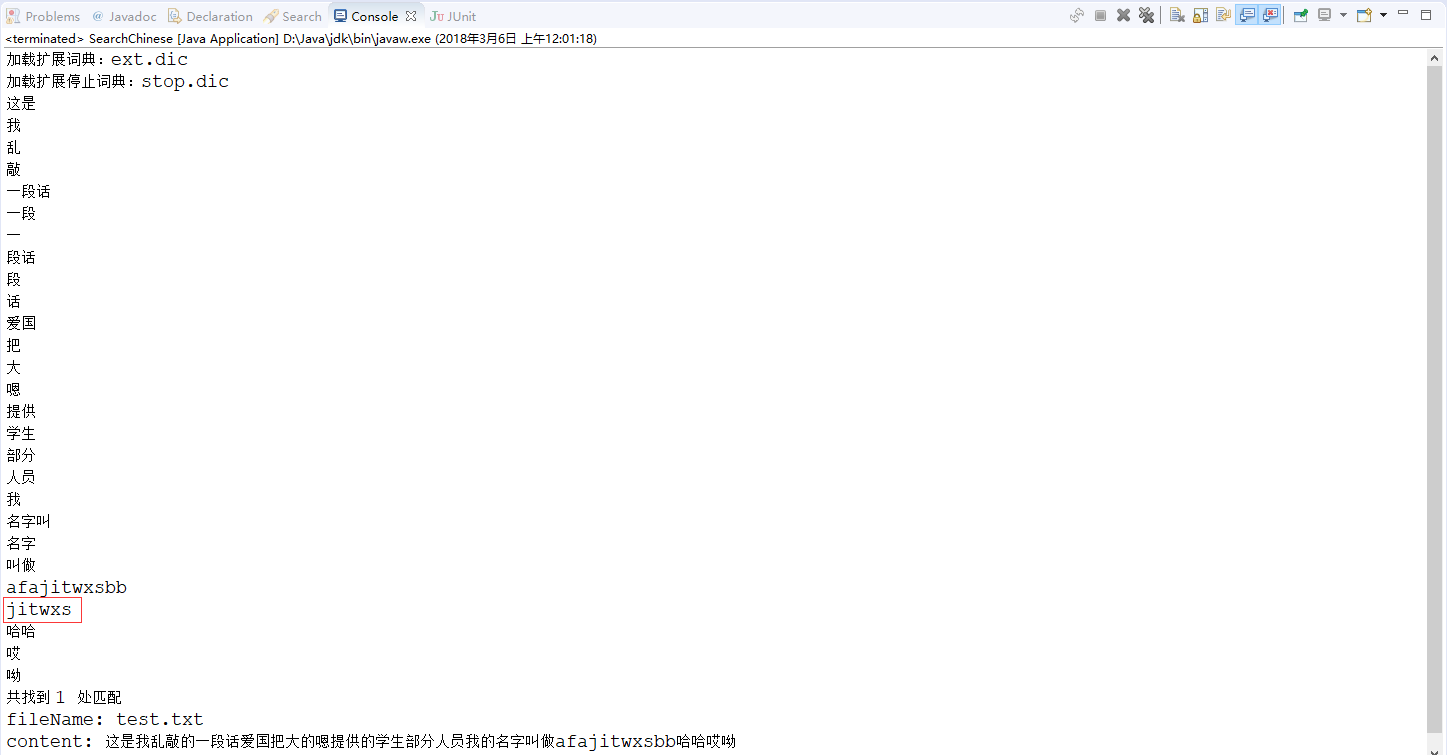 Problems @ Javadoc Declaration Search Console JUnit
<terminated> SearchChinese [Java Application] D:\Java\jdk\bin\javaw.exe (2018年3月6日 上午12:01:18)
加载扩展词典：ext.dic
加载扩展停止词典：stop.dic
这是
我
乱
敲
一段话
一段
一
段话
段
话
爱国
把
大
嗯
提供
学生
部分
人员
我
名字叫
名字
叫做
afajitwxsbb
jitwxs
哈哈
哎
呦
共找到 1 处匹配
fileName: test.txt
content: 这是我乱敲的一段话爱国把大的嗯提供的学生部分人员我的名字叫做afajitwxsbb哈哈哎呦